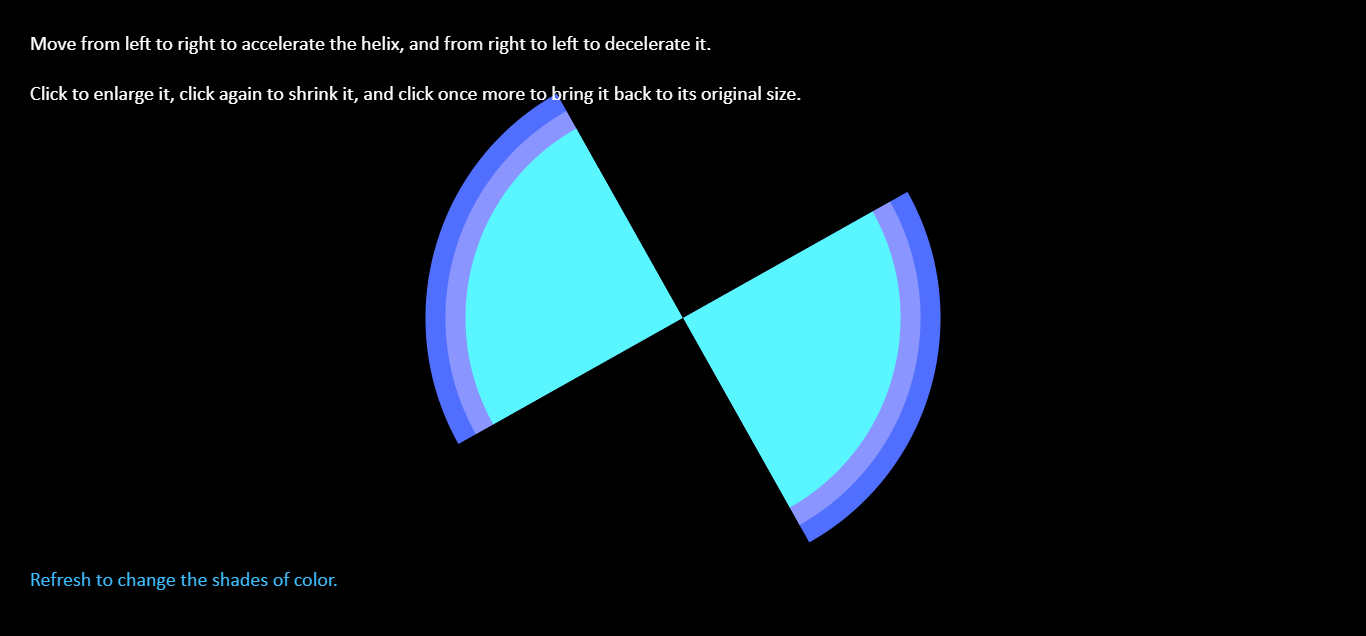 Move from left to right to accelerate the helix, and from right to left to decelerate it.
Click to enlarge it, click again to shrink it, and click once more to bring it back to its original size.
Refresh to change the shades of color.